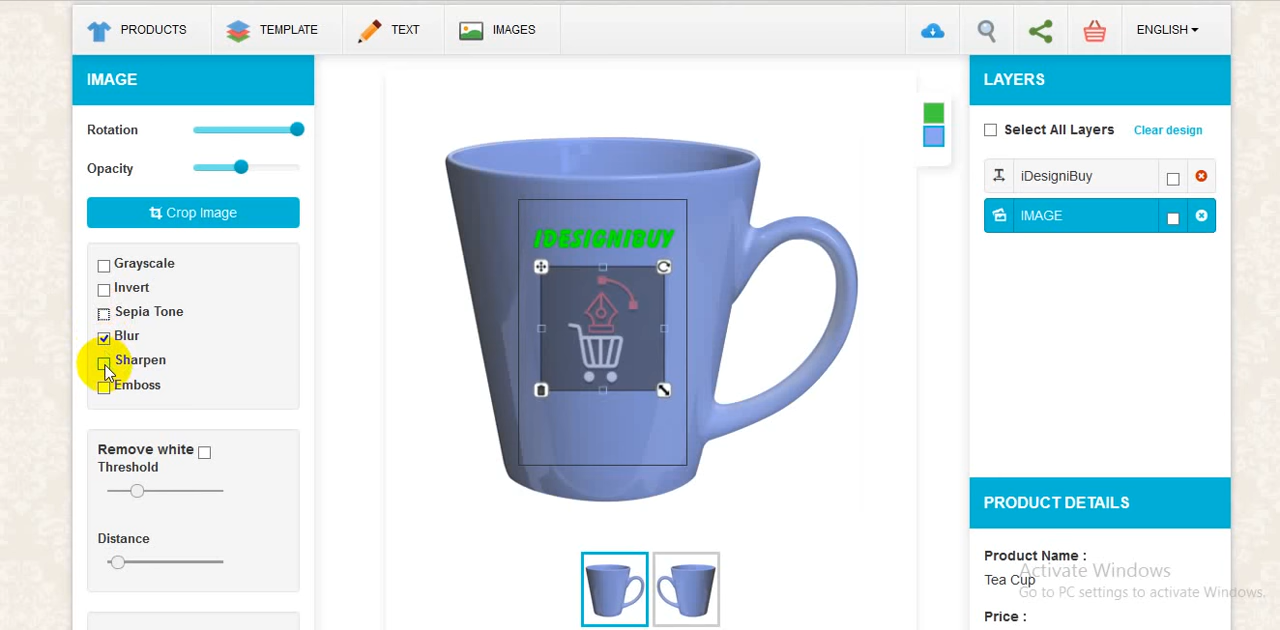 PRODUCTS TEMPLATE TEXT IMAGES ENGLISH
IMAGE
Rotation
Opacity
Crop Image
Grayscale
Invert
Sepia Tone
Blur
Sharpen
Emboss
Remove white
Threshold
Distance
IDESIGNIBUY
LAYERS
Select All Layers Clear design
iDesigniBuy
IMAGE
PRODUCT DETAILS
Product Name :
Tea Cup
Price :
Activate Windows
Go to PC settings to activate Windows.